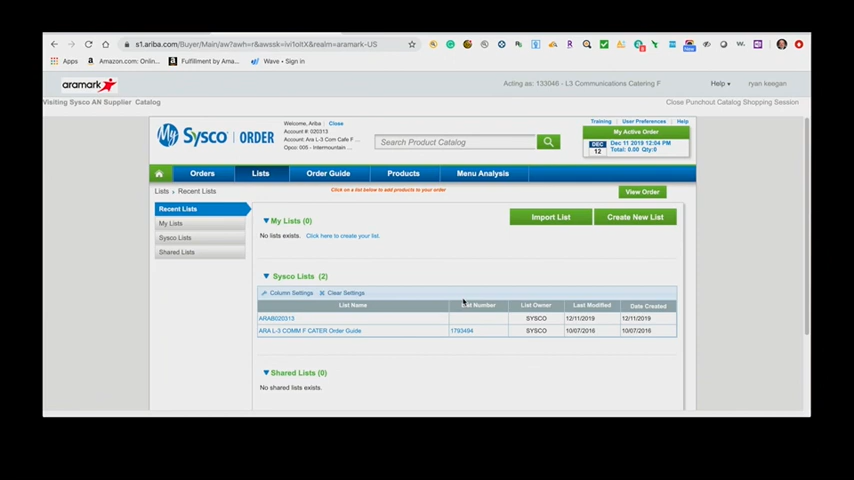 s1.ariba.com/Buyer/Main/aw?awh=r&awssk=ivi1oItX&realm=aramark-US
Apps
Amazon.com: Onli...
Fulfillment by Ama...
Wave • Sign in
aramark
Acting as: 133046 - L3 Communications Catering F
Help
ryan keegan
Visiting Sysco AN Supplier Catalog
Close Punchout Catalog Shopping Session
My Sysco | ORDER
Welcome, Ariba Close
Account #: 020313
Account: Ara L-3 Com Cafe F ...
Opco: 005 - Intermountain ...
Search Product Catalog
Training | User Preferences | Help
My Active Order
DEC
12
Dec 11 2019 12:04 PM
Total: 0.00 Qty:0
Orders
Lists
Order Guide
Products
Menu Analysis
Lists › Recent Lists
Click on a list below to add products to your order
View Order
Recent Lists
My Lists
Sysco Lists
Shared Lists
My Lists (0)
Import List
Create New List
No lists exists. Click here to create your list.
Sysco Lists (2)
Column Settings
Clear Settings
List Name
List Number
List Owner
Last Modified
Date Created
ARAB020313
SYSCO
12/11/2019
12/11/2019
ARA L-3 COMM F CATER Order Guide
1793494
SYSCO
10/07/2016
10/07/2016
Shared Lists (0)
No shared lists exists.